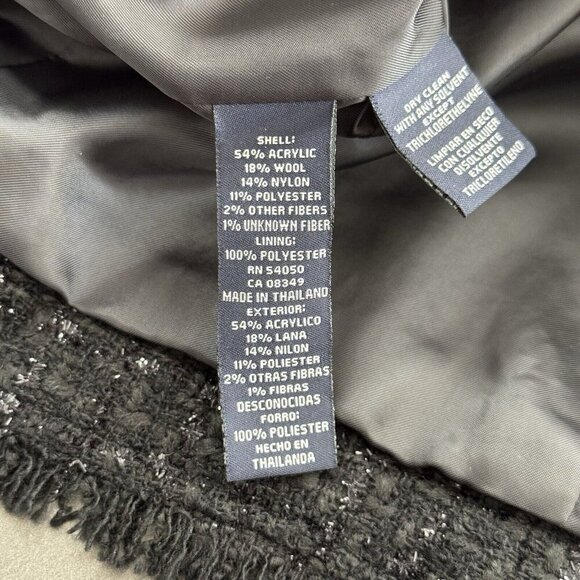 SHELL:
54% ACRYLIC
18% WOOL
14% NYLON
11% POLYESTER
2% OTHER FIBERS
1% UNKNOWN FIBER
LINING:
100% POLYESTER
RN 54050
CA 08349
MADE IN THAILAND
EXTERIOR:
54% ACRYLICO
18% LANA
14% NILON
11% POLIESTER
2% OTRAS FIBRAS
1% FIBRAS
DESCONOCIDAS
FORRO:
100% POLIESTER
HECHO EN
THAILANDA
DRY CLEAN
WITH ANY SOLVENT
EXCEPT
TRICHLORETHELYNE
LIMPIAR EN SECO
CON CUALQUIER
DISOLVENTE
EXCEPTO
TRICLORETILENO